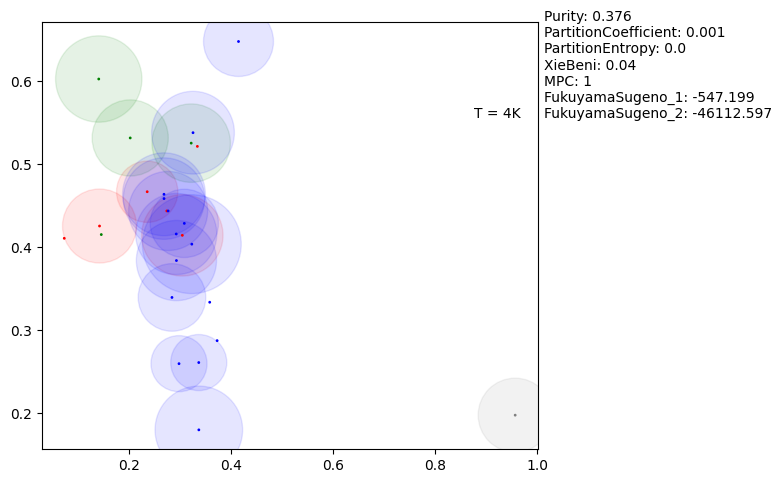 Purity: 0.376
PartitionCoefficient: 0.001
PartitionEntropy: 0.0
XieBeni: 0.04
MPC: 1
FukuyamaSugeno_1: -547.199
FukuyamaSugeno_2: -46112.597
T = 4K
0.6
0.5
0.4
0.3
0.2
0.2 0.4 0.6 0.8 1.0